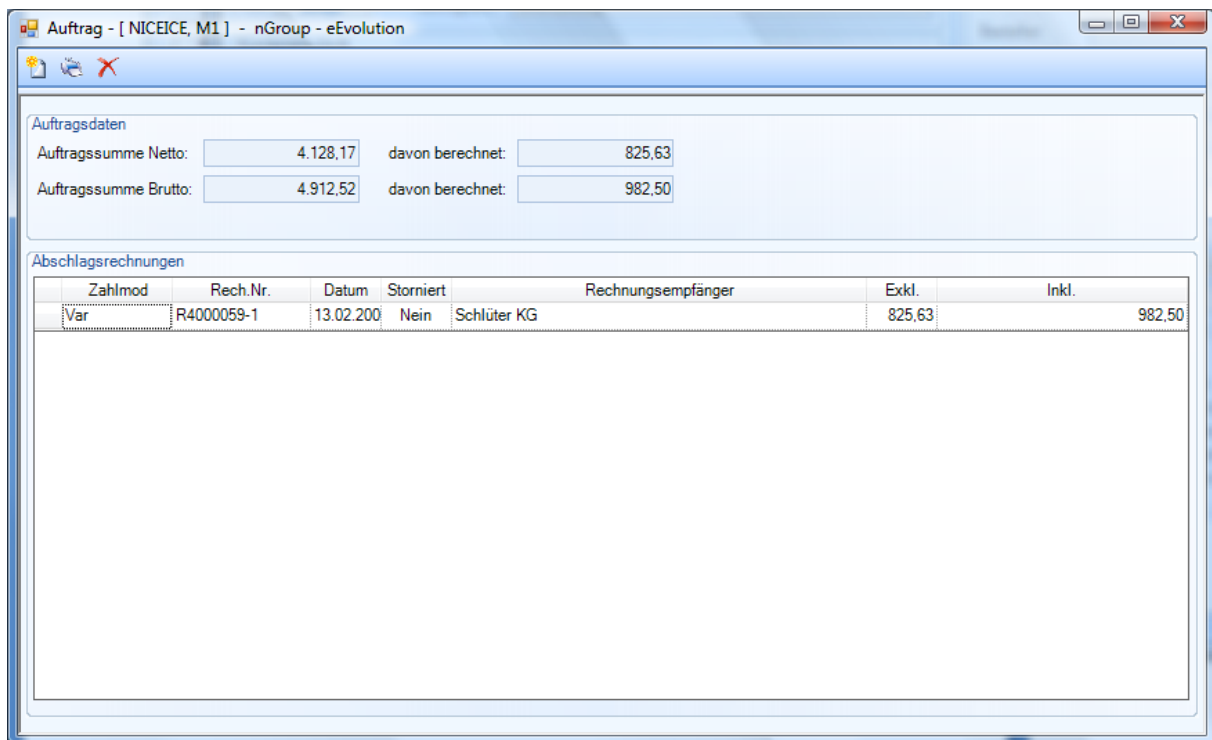 Auftrag - [ NICEICE, M1 ] - nGroup - eEvolution
Auftragsdaten
Auftragssumme Netto: 4.128,17 davon berechnet: 825,63
Auftragssumme Brutto: 4.912,52 davon berechnet: 982,50
Abschlagsrechnungen
Zahlmod Rech.Nr. Datum Storniert Rechnungsempfänger Exkl. Inkl.
Var R4000059-1 13.02.200 Nein Schlüter KG 825,63 982,50